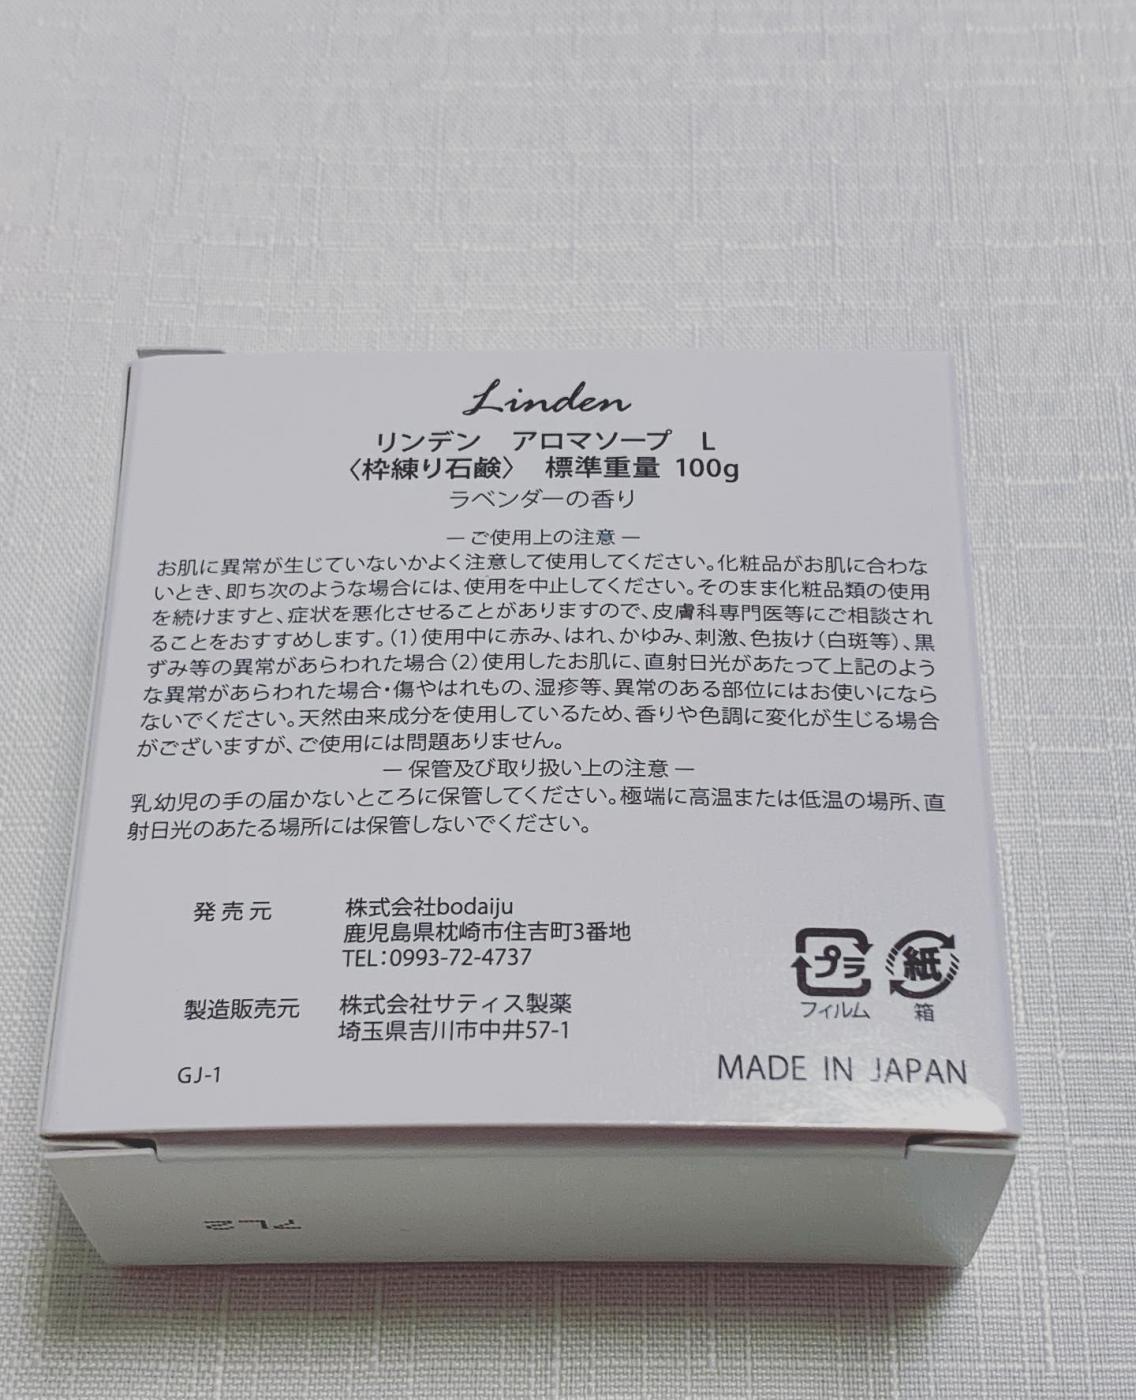 Linden
リンデン　アロマソープ　L
〈枠練り石鹸〉　標準重量 100g
ラベンダーの香り
― ご使用上の注意 ―
お肌に異常が生じていないかよく注意して使用してください。化粧品がお肌に合わな
いとき、即ち次のような場合には、使用を中止してください。そのまま化粧品類の使用
を続けますと、症状を悪化させることがありますので、皮膚科専門医等にご相談され
ることをおすすめします。（1）使用中に赤み、はれ、かゆみ、刺激、色抜け（白斑等）、黒
ずみ等の異常があらわれた場合（2）使用したお肌に、直射日光があたって上記のよう
な異常があらわれた場合・傷やはれもの、湿疹等、異常のある部位にはお使いになら
ないでください。天然由来成分を使用しているため、香りや色調に変化が生じる場合
がございますが、ご使用には問題ありません。
― 保管及び取り扱い上の注意 ―
乳幼児の手の届かないところに保管してください。極端に高温または低温の場所、直
射日光のあたる場所には保管しないでください。
発売元　株式会社bodaiju
鹿児島県枕崎市住吉町3番地
TEL：0993-72-4737
製造販売元　株式会社サティス製薬
埼玉県吉川市中井57-1
プラ　紙
フィルム　箱
GJ-1
MADE IN JAPAN